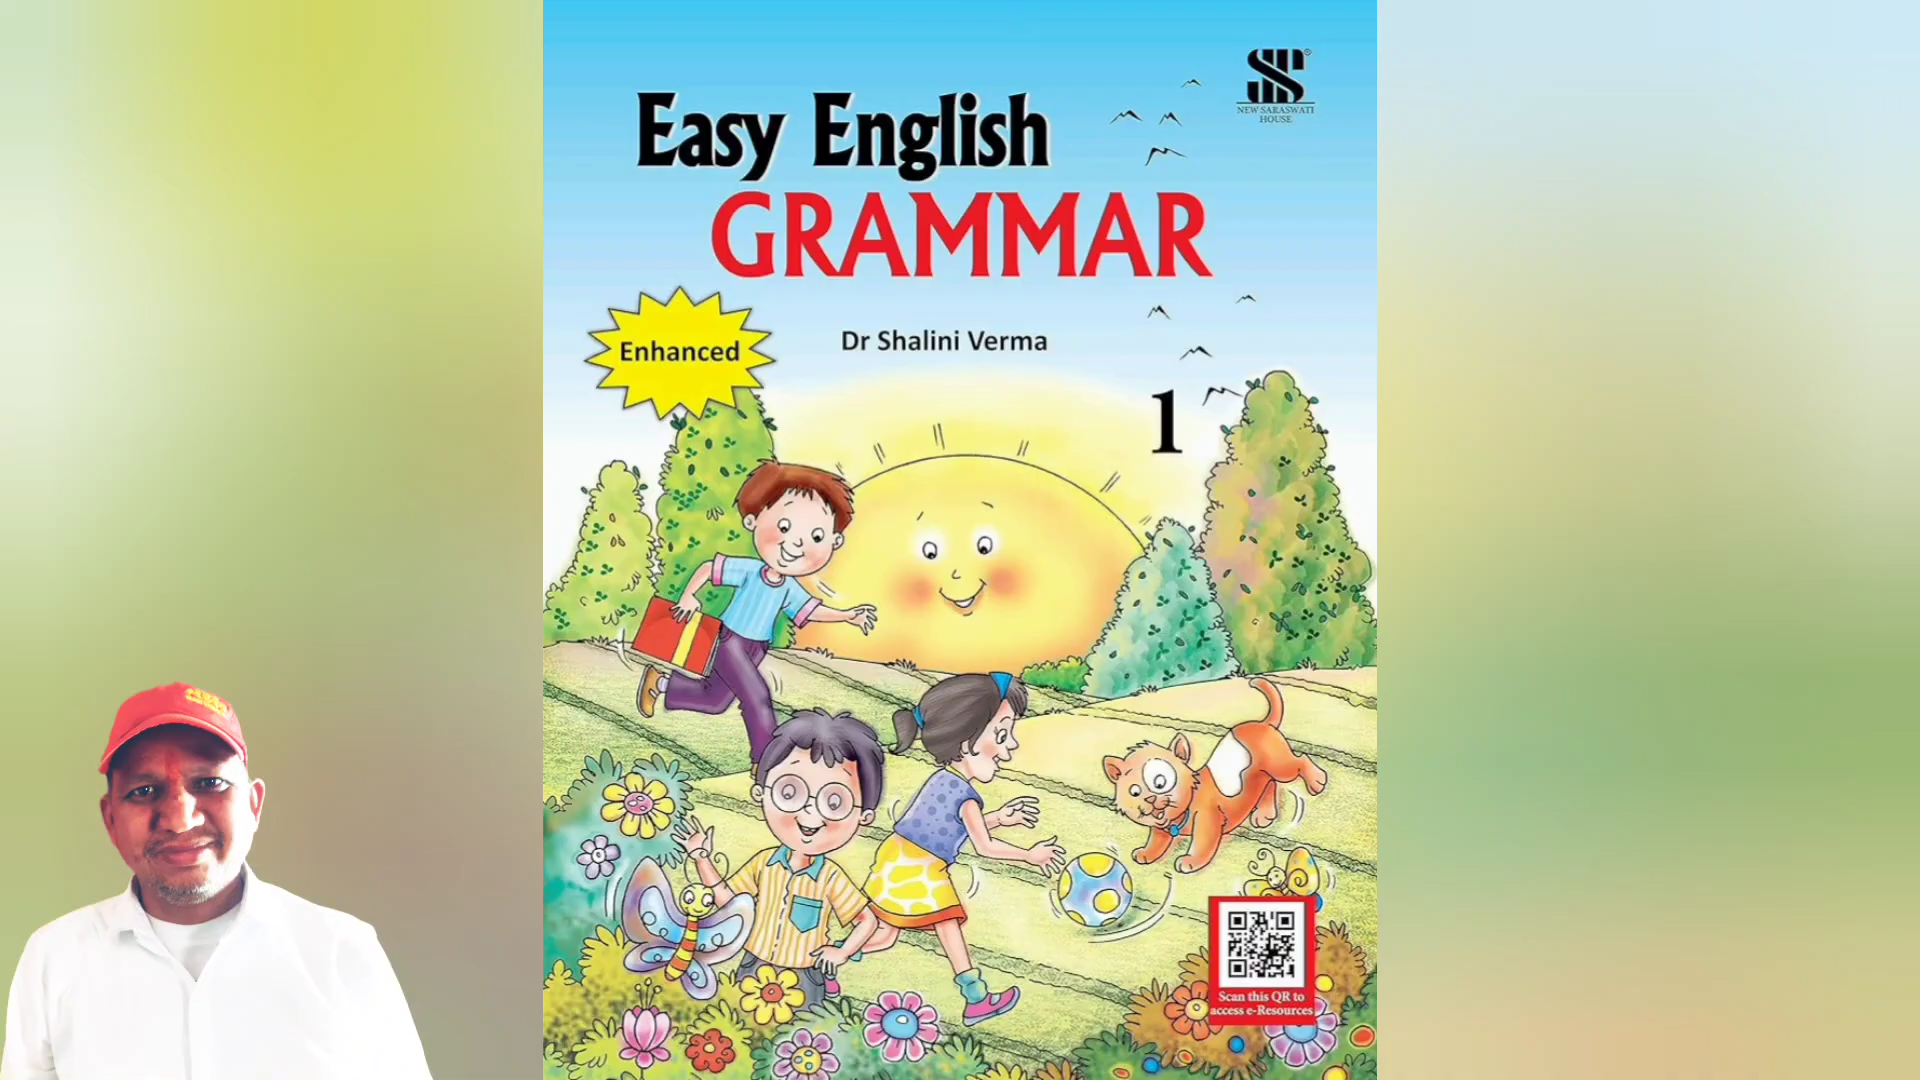 NEW SARASWATI
HOUSE
Easy English
GRAMMAR
Enhanced
Dr Shalini Verma
1
Scan this QR to
access e-Resources